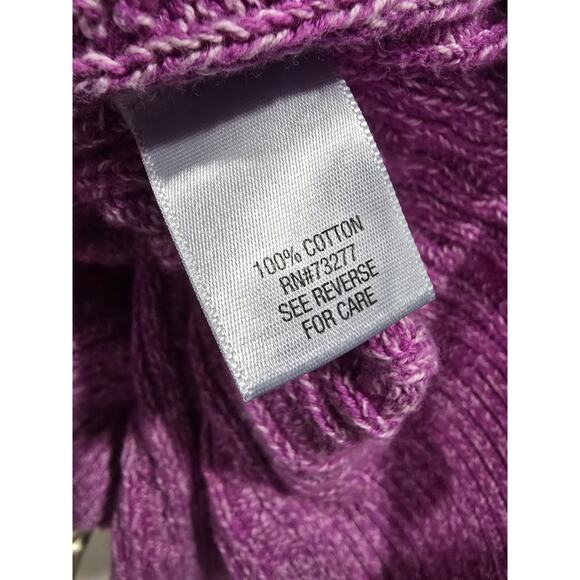 100% COTTON
RN#73277
SEE REVERSE
FOR CARE